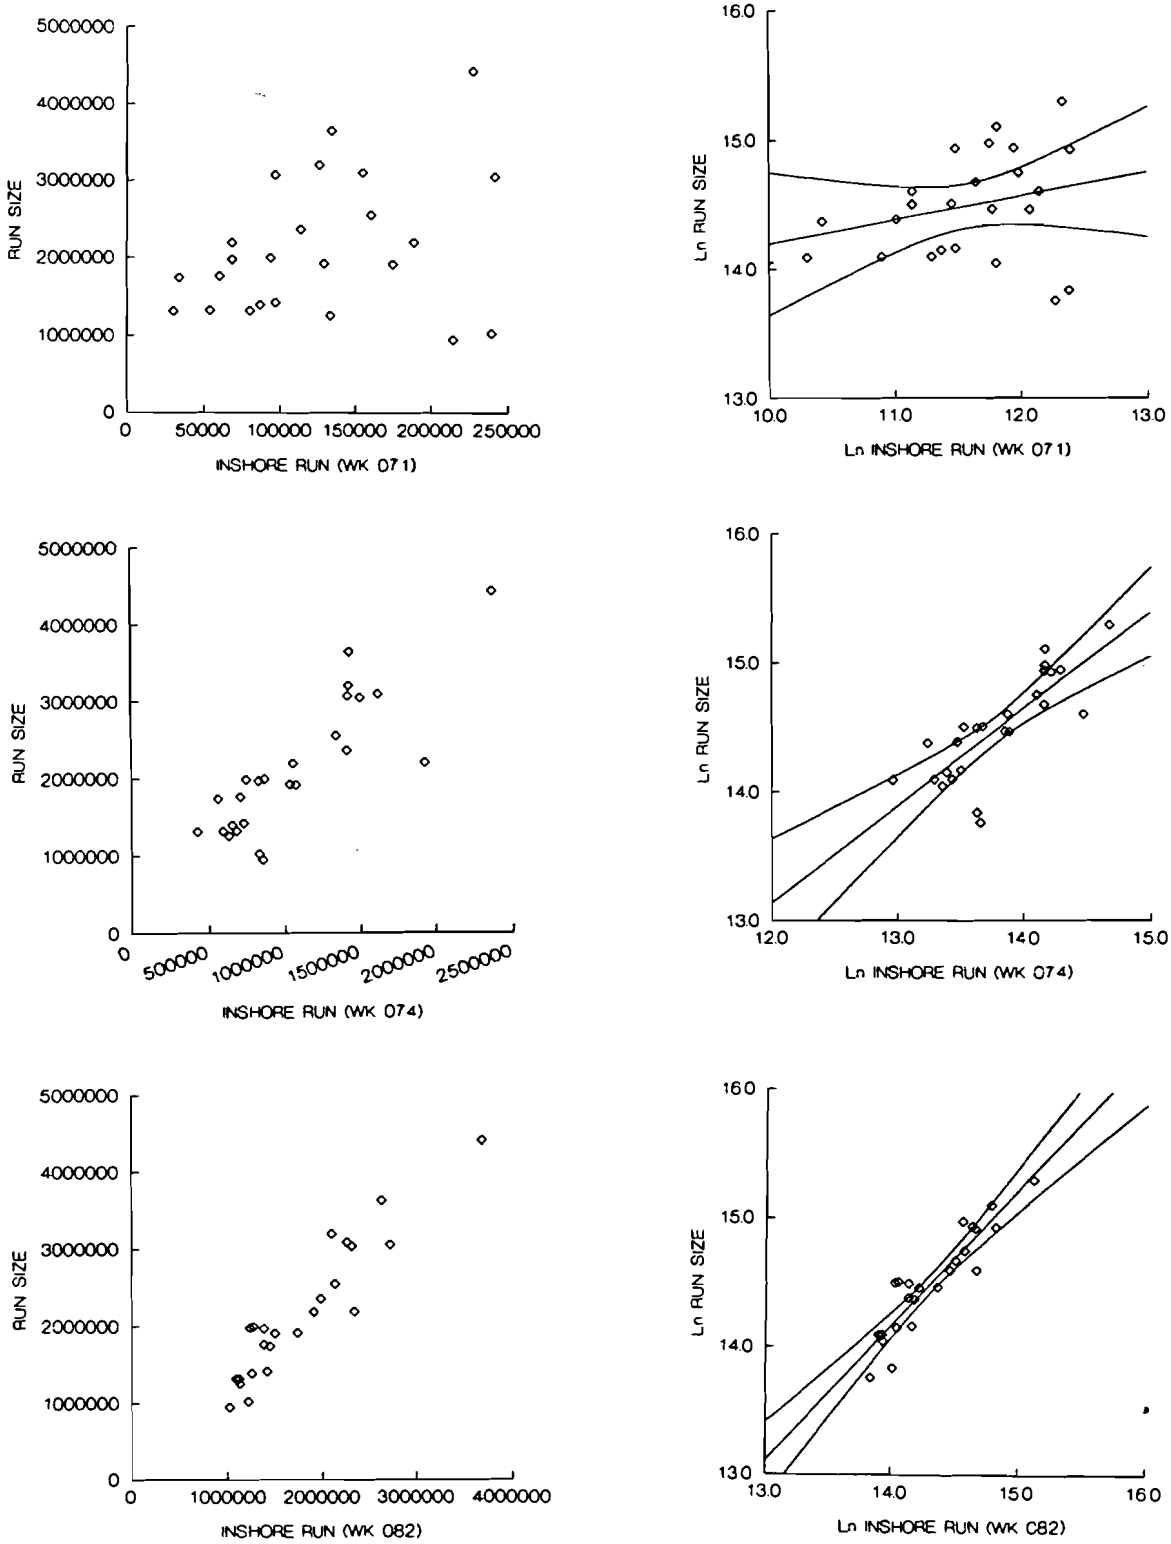 5000000
4000000
3000000
2000000
1000000
0
RUN SIZE
0 50000 100000 150000 200000 250000
INSHORE RUN (WK 071)
16.0
15.0
14.0
13.0
Ln RUN SIZE
10.0 11.0 12.0 13.0
Ln INSHORE RUN (WK 071)
5000000
4000000
3000000
2000000
1000000
0
RUN SIZE
0 500000 1000000 1500000 2000000 2500000
INSHORE RUN (WK 074)
16.0
15.0
14.0
13.0
Ln RUN SIZE
12.0 13.0 14.0 15.0
Ln INSHORE RUN (WK 074)
5000000
4000000
3000000
2000000
1000000
0
RUN SIZE
0 1000000 2000000 3000000 4000000
INSHORE RUN (WK 082)
16.0
15.0
14.0
13.0
Ln RUN SIZE
13.0 14.0 15.0 16.0
Ln INSHORE RUN (WK 082)